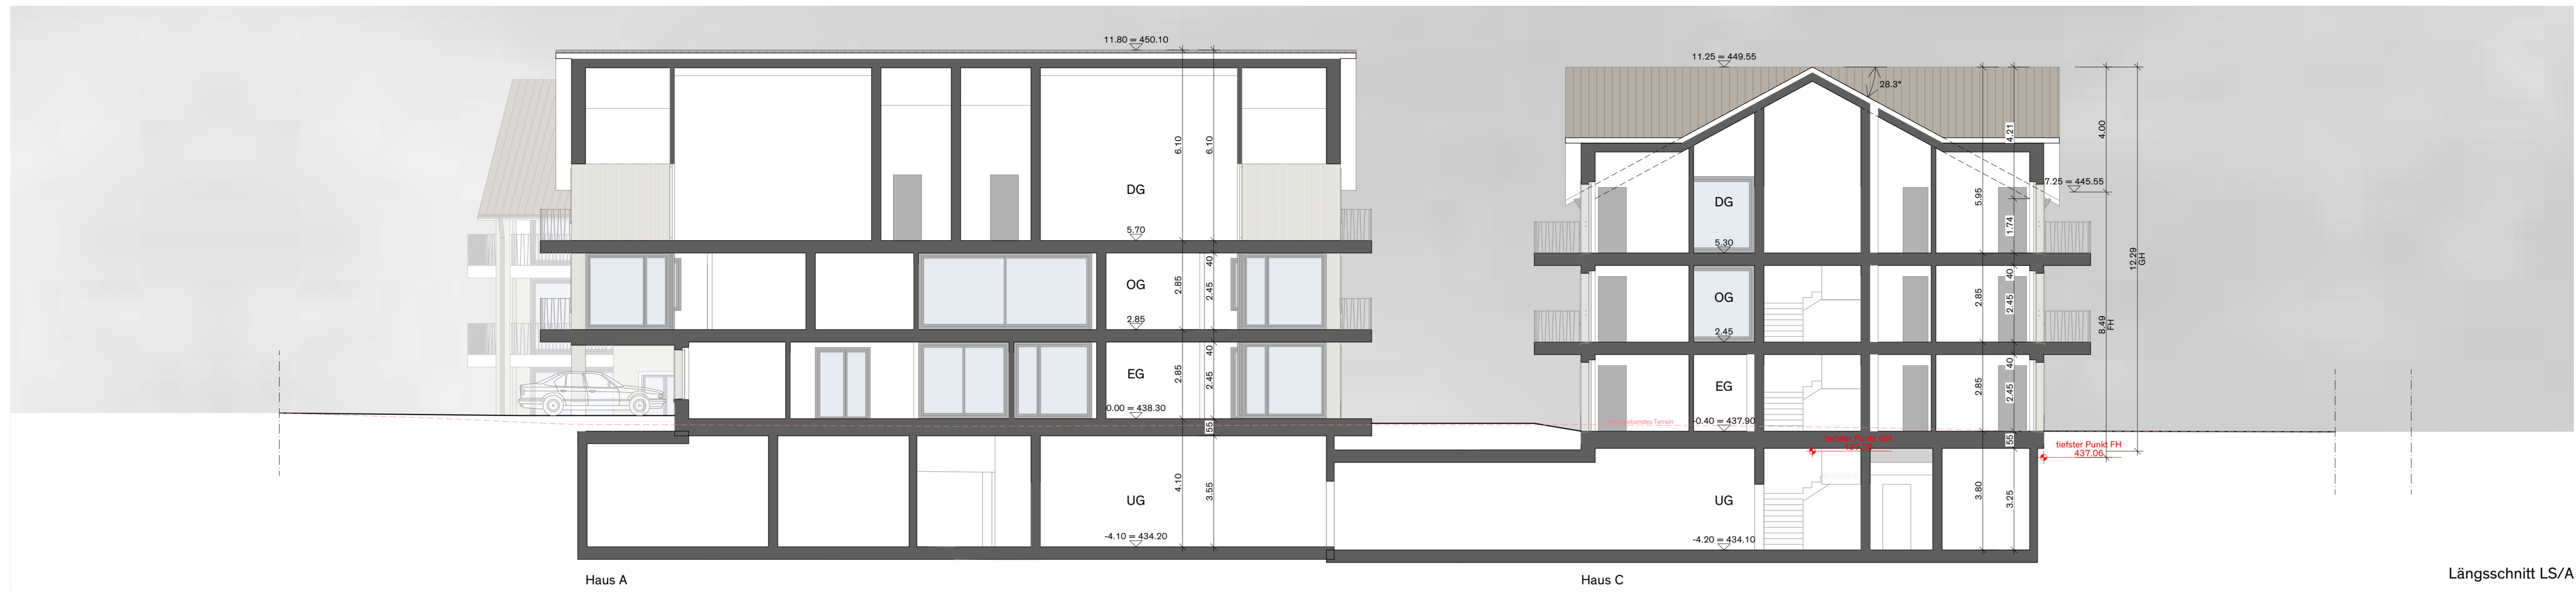 11.80 = 450.10
6.10
6.10
DG
5.70
40
OG
2.85
2.45
2.85
40
EG
2.85
2.45
0.00 = 438.30
55
UG
4.10
3.55
-4.10 = 434.20
Haus A
11.25 = 449.55
28.3°
4.21
4.00
7.25 = 445.55
DG
5.95
1.74
5.30
12.29
GH
40
OG
2.85
2.45
2.45
8.49
FH
40
EG
2.85
2.45
-0.40 = 437.90
55
tiefster Punkt GH
tiefster Punkt FH
437.06
UG
3.80
3.25
-4.20 = 434.10
Haus C
Längsschnitt LS/A